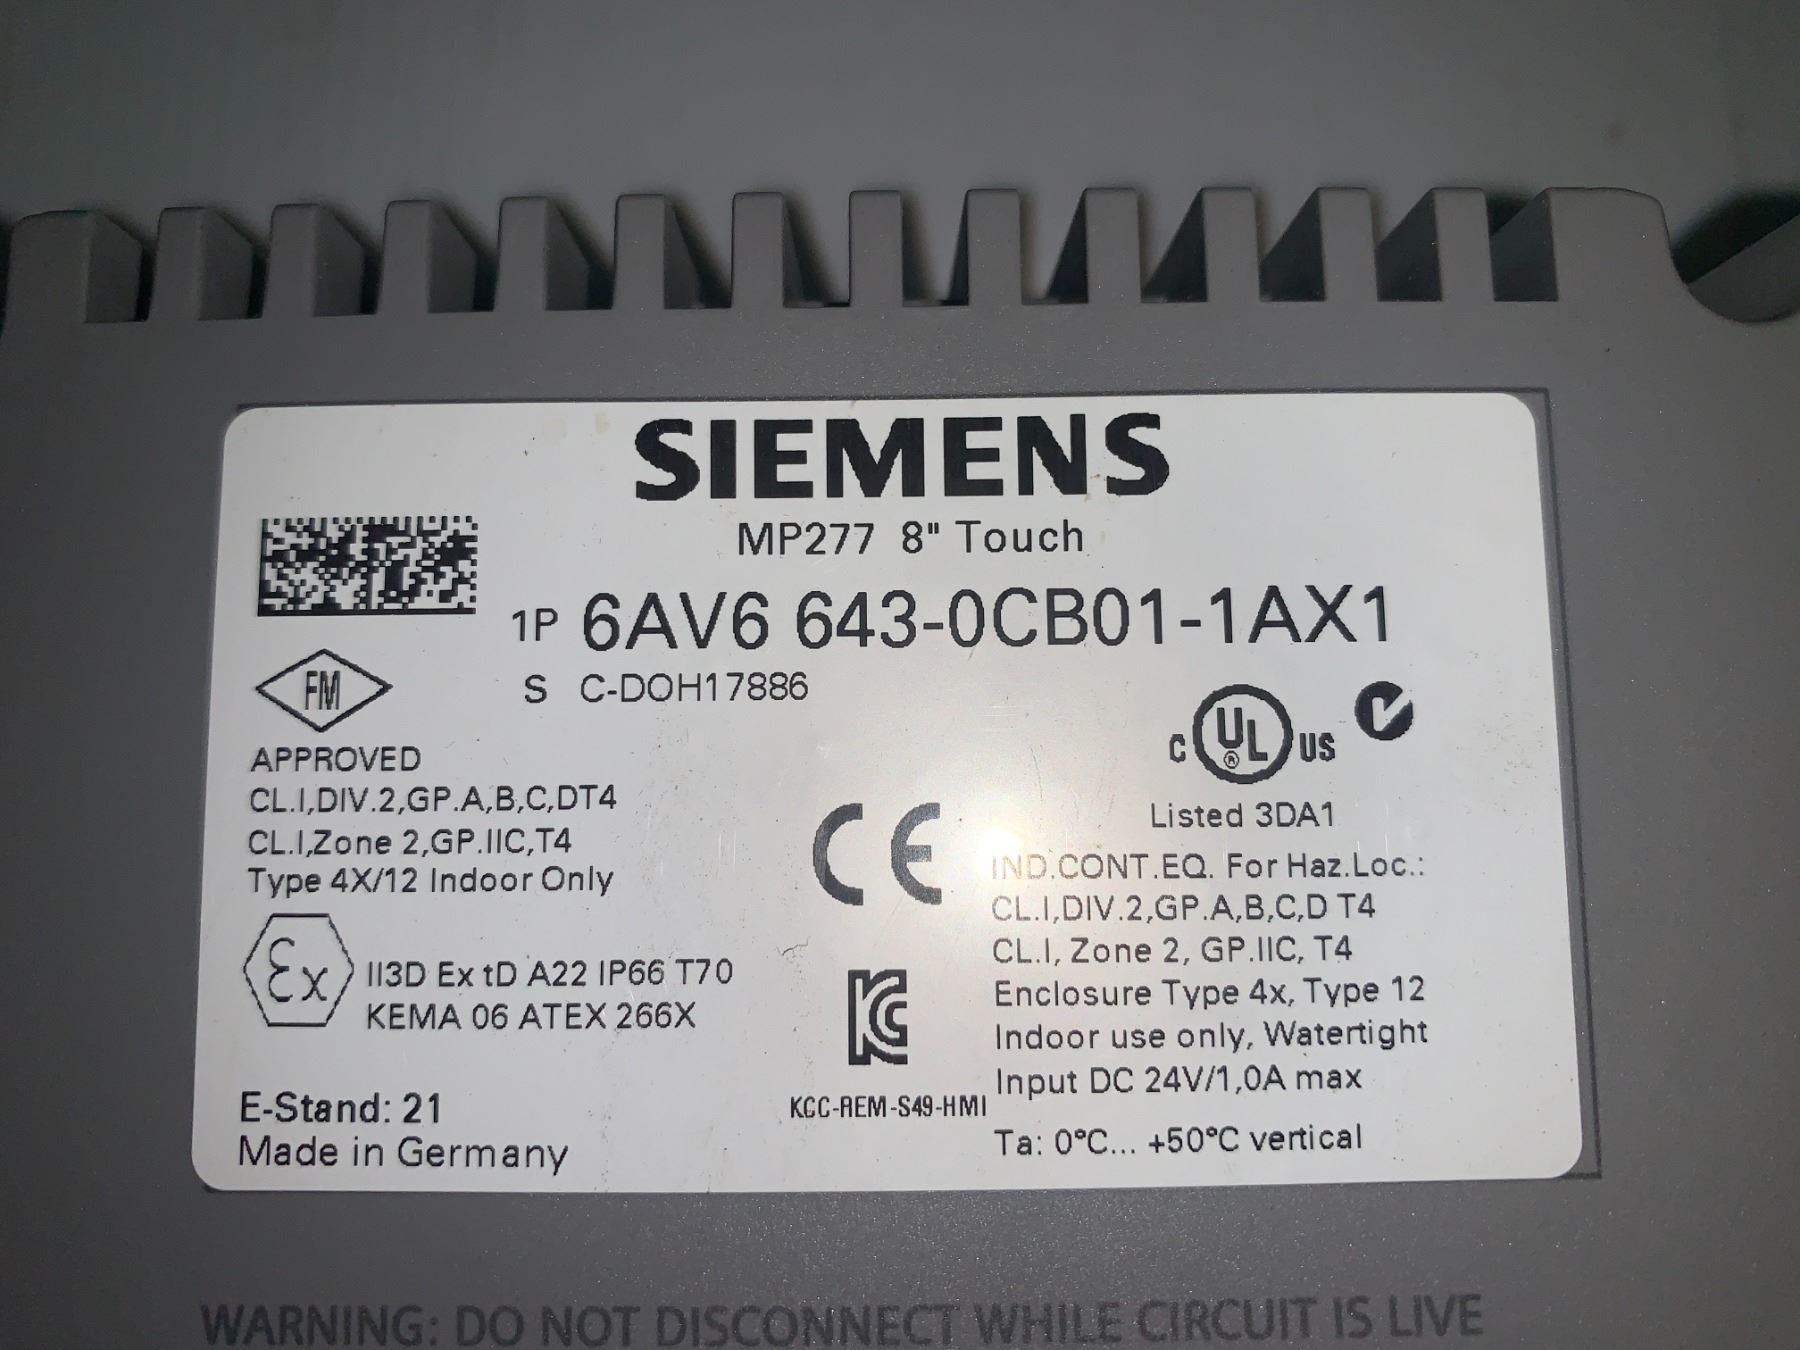 SIEMENS
MP277 8" Touch
1P 6AV6 643-0CB01-1AX1
S C-DOH17886
FM
APPROVED
CL.I,DIV.2,GP.A,B,C,DT4
CL.I,Zone 2,GP.IIC,T4
Type 4X/12 Indoor Only
Ex
II3D Ex tD A22 IP66 T70
KEMA 06 ATEX 266X
E-Stand: 21
Made in Germany
CE
KC
KCC-REM-S49-HMI
C UL ® US
Listed 3DA1
IND.CONT.EQ. For Haz.Loc.:
CL.I,DIV.2,GP.A,B,C,D T4
CL.I, Zone 2, GP.IIC, T4
Enclosure Type 4x, Type 12
Indoor use only, Watertight
Input DC 24V/1,0A max
Ta: 0°C... +50°C vertical
WARNING: DO NOT DISCONNECT WHILE CIRCUIT IS LIVE